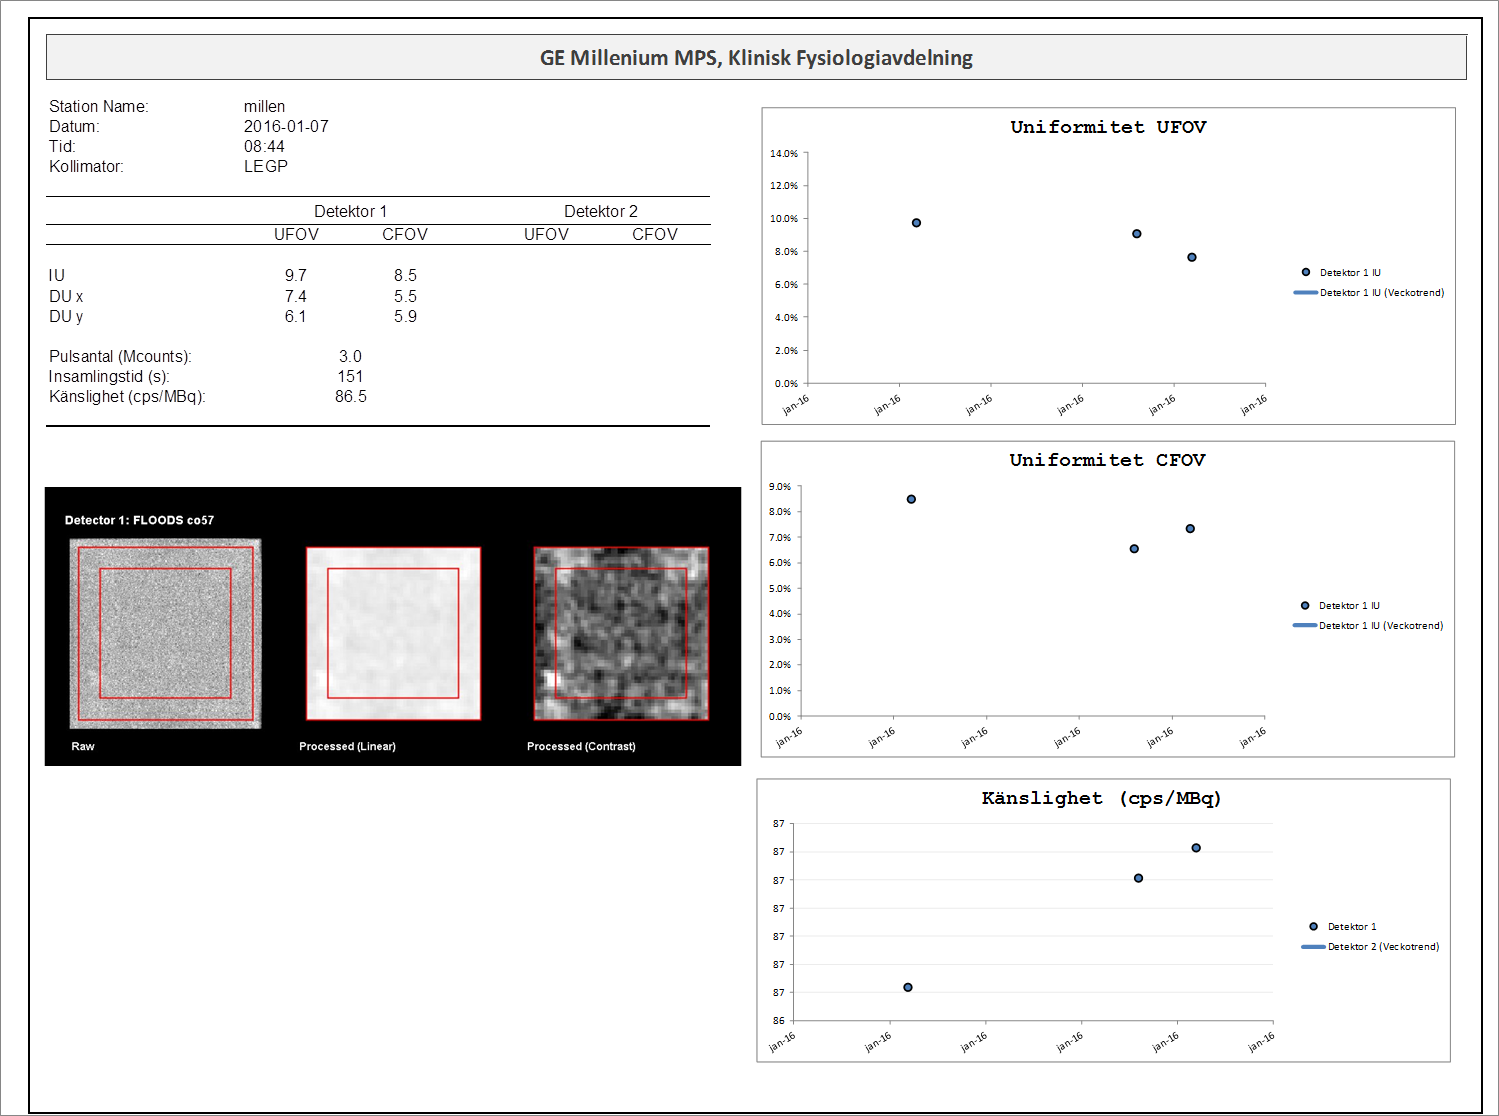 GE Millenium MPS, Klinisk Fysiologiavdelning
Station Name: millen
Datum: 2016-01-07
Tid: 08:44
Kollimator: LEGP
Detektor 1 Detektor 2
UFOV CFOV UFOV CFOV
IU 9.7 8.5
DU x 7.4 5.5
DU y 6.1 5.9
Pulsantal (Mcounts): 3.0
Insamlingstid (s): 151
Känslighet (cps/MBq): 86.5
Detector 1: FLOODS co57
Raw Processed (Linear) Processed (Contrast)
Uniformitet UFOV
14.0%
12.0%
10.0%
8.0%
6.0%
4.0%
2.0%
0.0%
jan-16 jan-16 jan-16 jan-16 jan-16 jan-16
Detektor 1 IU
Detektor 1 IU (Veckotrend)
Uniformitet CFOV
9.0%
8.0%
7.0%
6.0%
5.0%
4.0%
3.0%
2.0%
1.0%
0.0%
jan-16 jan-16 jan-16 jan-16 jan-16 jan-16
Detektor 1 IU
Detektor 1 IU (Veckotrend)
Känslighet (cps/MBq)
87
87
87
87
87
87
87
86
jan-16 jan-16 jan-16 jan-16 jan-16 jan-16
Detektor 1
Detektor 2 (Veckotrend)